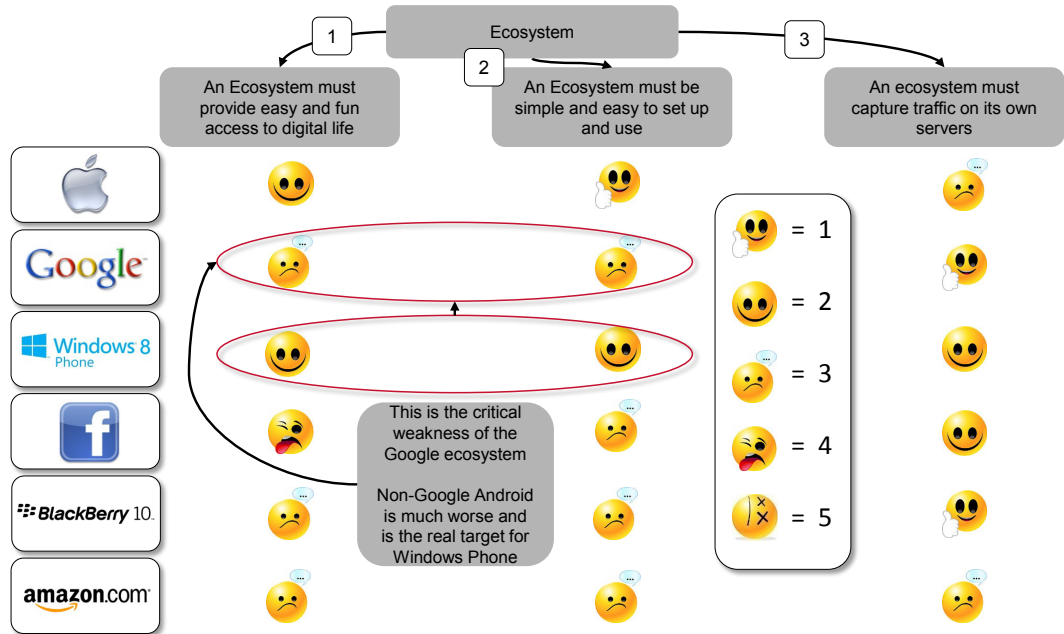 Ecosystem
1
2
3
An Ecosystem must
provide easy and fun
access to digital life
An Ecosystem must be
simple and easy to set up
and use
An ecosystem must
capture traffic on its own
servers
Google™
Windows 8
Phone
f
BlackBerry 10.
amazon.com®
...
...
...
...
...
...
...
...
...
This is the critical
weakness of the
Google ecosystem
Non-Google Android
is much worse and
is the real target for
Windows Phone
= 1
= 2
...
= 3
= 4
= 5